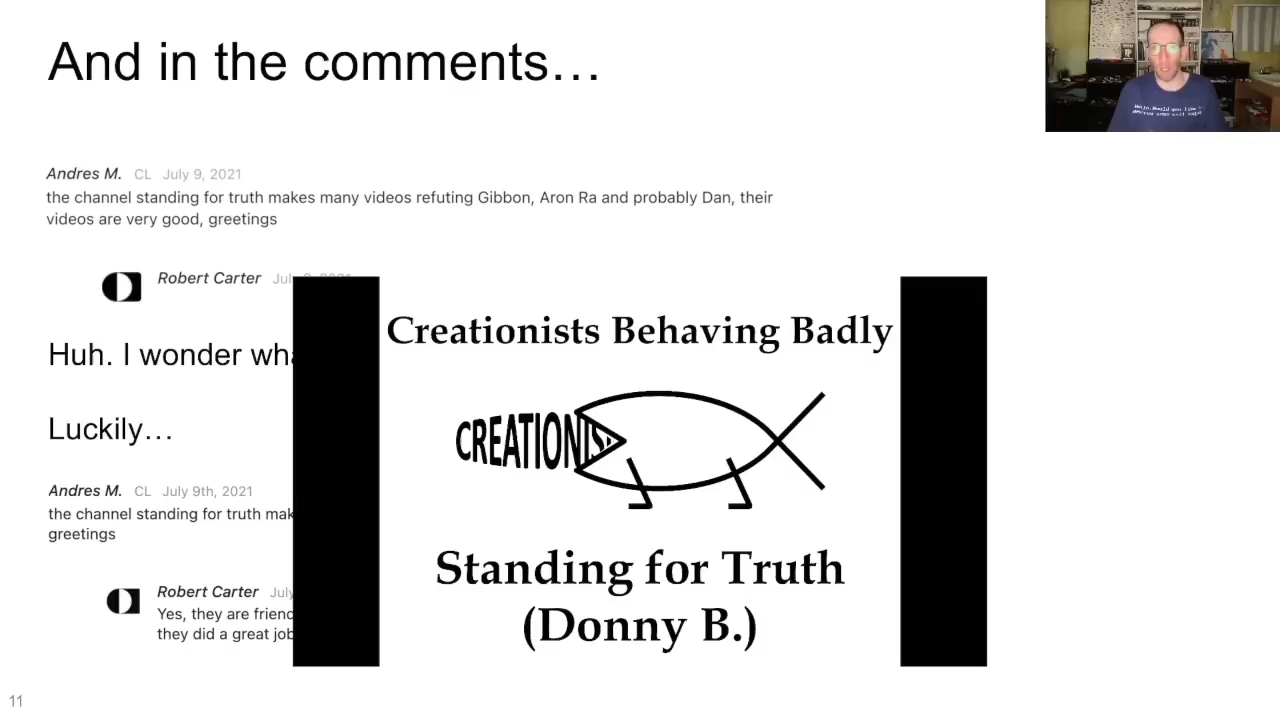 And in the comments…
Andres M. CL July 9, 2021
the channel standing for truth makes many videos refuting Gibbon, Aron Ra and probably Dan, their
videos are very good, greetings
Robert Carter
Huh. I wonder
Luckily…
Andres M. CL July 9th, 2021
the channel standing for truth
greetings
Robert Carter
Yes, they are
they did a great job
Creationists Behaving Badly
CREATIONIS
Standing for Truth
(Donny B.)
11